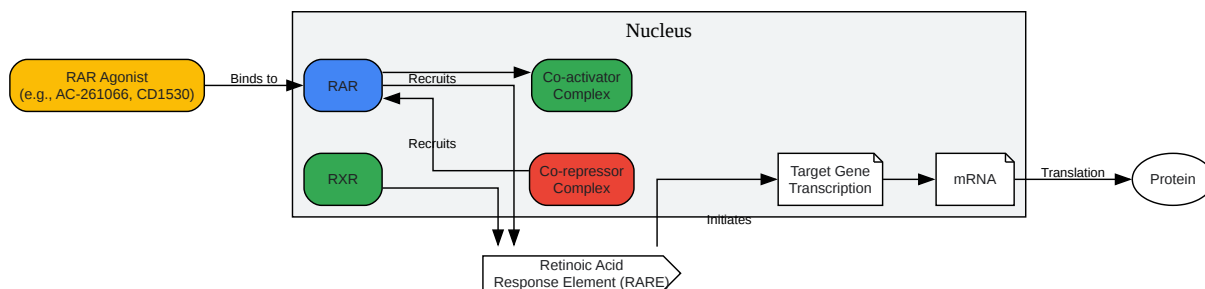 Nucleus
RAR Agonist
(e.g., AC-261066, CD1530)
Binds to
RAR
Recruits
Co-activator
Complex
Recruits
RXR
Co-repressor
Complex
Target Gene
Transcription
mRNA
Translation
Protein
Initiates
Retinoic Acid
Response Element (RARE)